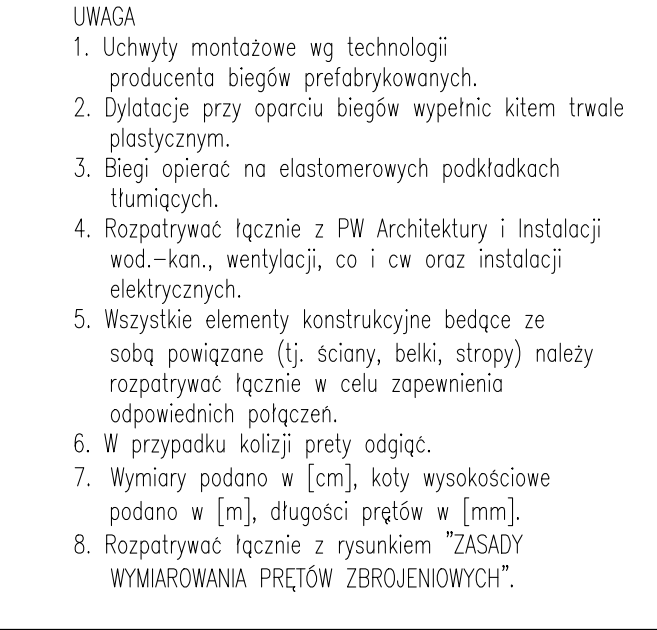 UWAGA
1. Uchwyty montażowe wg technologii
producenta biegów prefabrykowanych.
2. Dylatacje przy oparciu biegów wypełnic kitem trwale
plastycznym.
3. Biegi opierać na elastomerowych podkładkach
tłumiących.
4. Rozpatrywać łącznie z PW Architektury i Instalacji
wod.-kan., wentylacji, co i cw oraz instalacji
elektrycznych.
5. Wszystkie elementy konstrukcyjne bedące ze
sobą powiązane (tj. ściany, belki, stropy) należy
rozpatrywać łącznie w celu zapewnienia
odpowiednich połączeń.
6. W przypadku kolizji prety odgiąć.
7. Wymiary podano w [cm], koty wysokościowe
podano w [m], długości prętów w [mm].
8. Rozpatrywać łącznie z rysunkiem "ZASADY
WYMIAROWANIA PRĘTÓW ZBROJENIOWYCH".